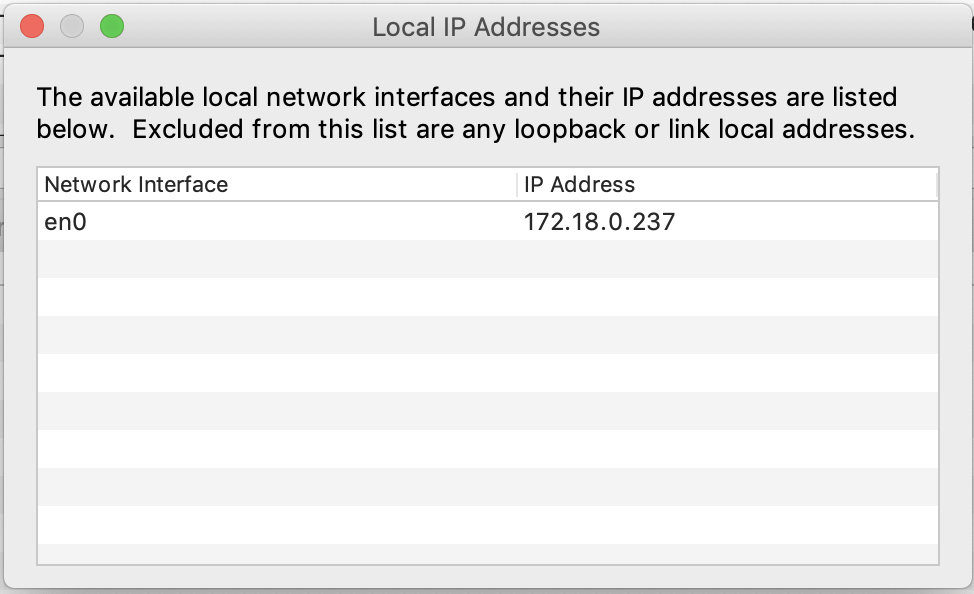 Local IP Addresses
The available local network interfaces and their IP addresses are listed
below.  Excluded from this list are any loopback or link local addresses.
Network Interface IP Address
en0 172.18.0.237